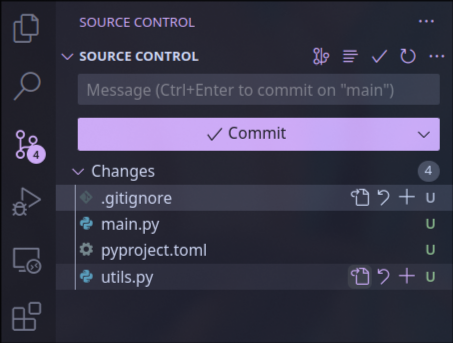 SOURCE CONTROL
SOURCE CONTROL
Message (Ctrl+Enter to commit on "main")
Commit
4
Changes 4
.gitignore U
main.py U
pyproject.toml U
utils.py U